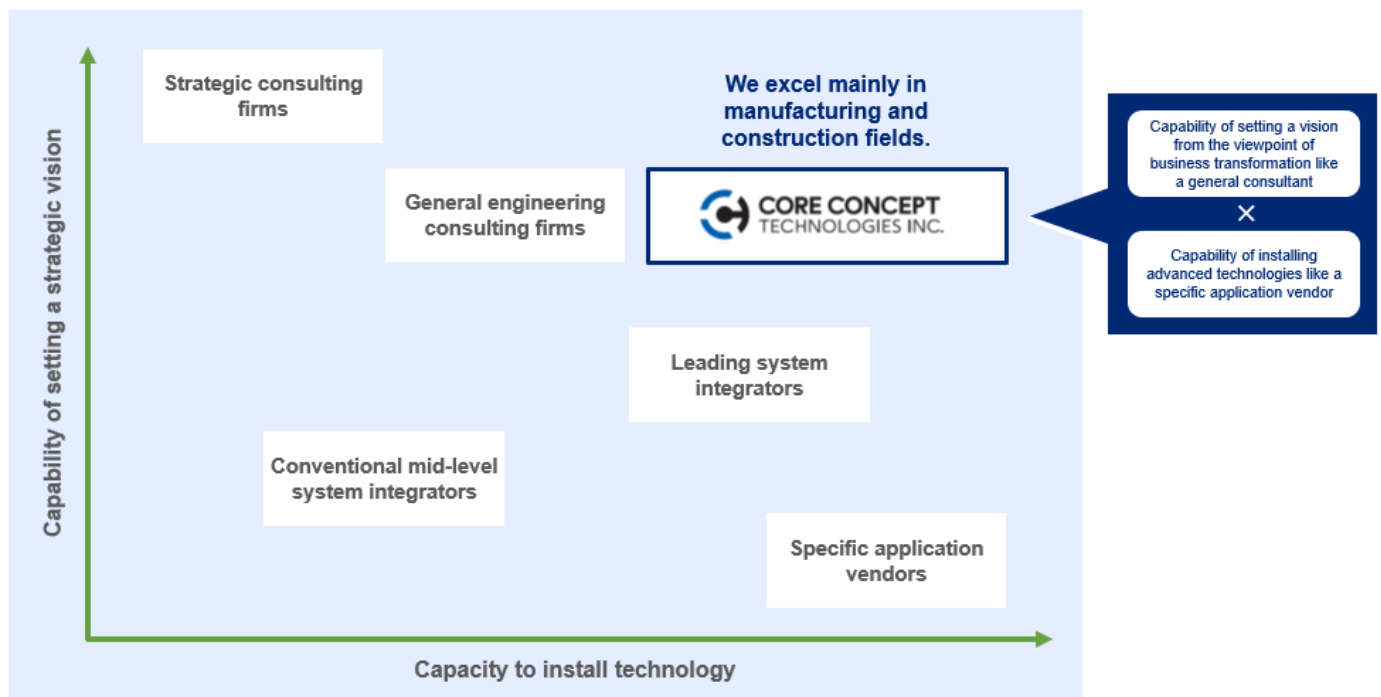 Capability of setting a strategic vision
Strategic consulting
firms
We excel mainly in
manufacturing and
construction fields.
General engineering
consulting firms
CORE CONCEPT
TECHNOLOGIES INC.
Capability of setting a vision
from the viewpoint of
business transformation like
a general consultant
×
Capability of installing
advanced technologies like a
specific application vendor
Leading system
integrators
Conventional mid-level
system integrators
Specific application
vendors
Capacity to install technology